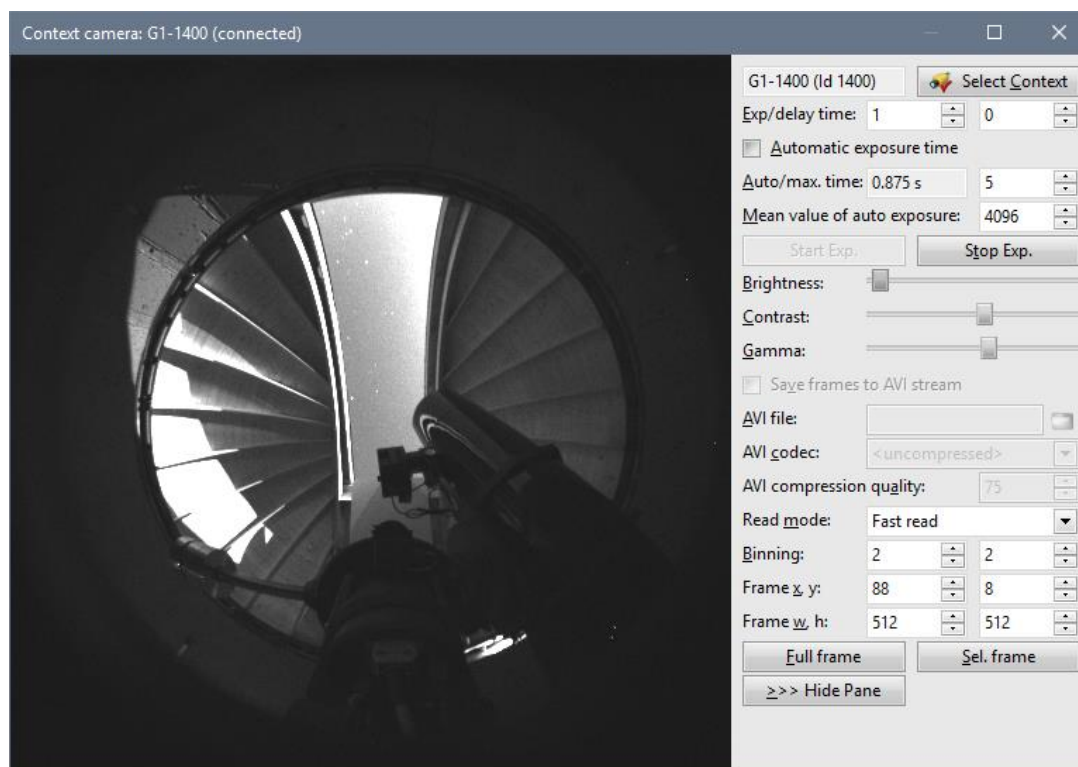 Context camera: G1-1400 (connected)
G1-1400 (Id 1400) Select Context
Exp/delay time: 1 0
Automatic exposure time
Auto/max. time: 0.875 s 5
Mean value of auto exposure: 4096
Start Exp. Stop Exp.
Brightness:
Contrast:
Gamma:
Save frames to AVI stream
AVI file:
AVI codec: <uncompressed>
AVI compression quality: 75
Read mode: Fast read
Binning: 2 2
Frame x, y: 88 8
Frame w, h: 512 512
Full frame Sel. frame
>>> Hide Pane